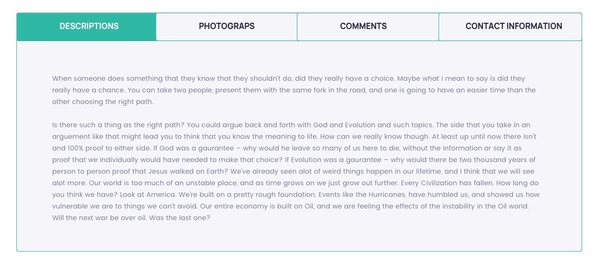 DESCRIPTIONS
PHOTOGRAPS
COMMENTS
CONTACT INFORMATION
When someone does something that they know that they shouldn't do, did they really have a choice. Maybe what I mean to say is did they
really have a chance. You can take two people, present them with the same fork in the road, and one is going to have an easier time than the
other choosing the right path.
Is there such a thing as the right path? You could argue back and forth with God and Evolution and such topics. The side that you take in an
arguement like that might lead you to think that you know the meaning to life. How can we really know though. At least up until now there isn't
and 100% proof to either side. If God was a gaurantee – why would he leave so many of us here to die, without the information or say it as
proof that we individually would have needed to make that choice? If Evolution was a gaurantee – why would there be two thousand years of
person to person proof that Jesus walked on Earth? We've already seen alot of weird things happen in our lifetime, and I think that we will see
alot more. Our world is too much of an unstable place, and as time grows on we just grow out further. Every Civilization has fallen. How long do
you think we have? Look at America. We're built on a pretty rough foundation. Events like the Hurricanes, have humbled us, and showed us how
vulnerable we are to things we can't avoid. Our entire economy is built on Oil, and we are feeling the effects of the instability in the Oil world.
Will the next war be over oil. Was the last one?